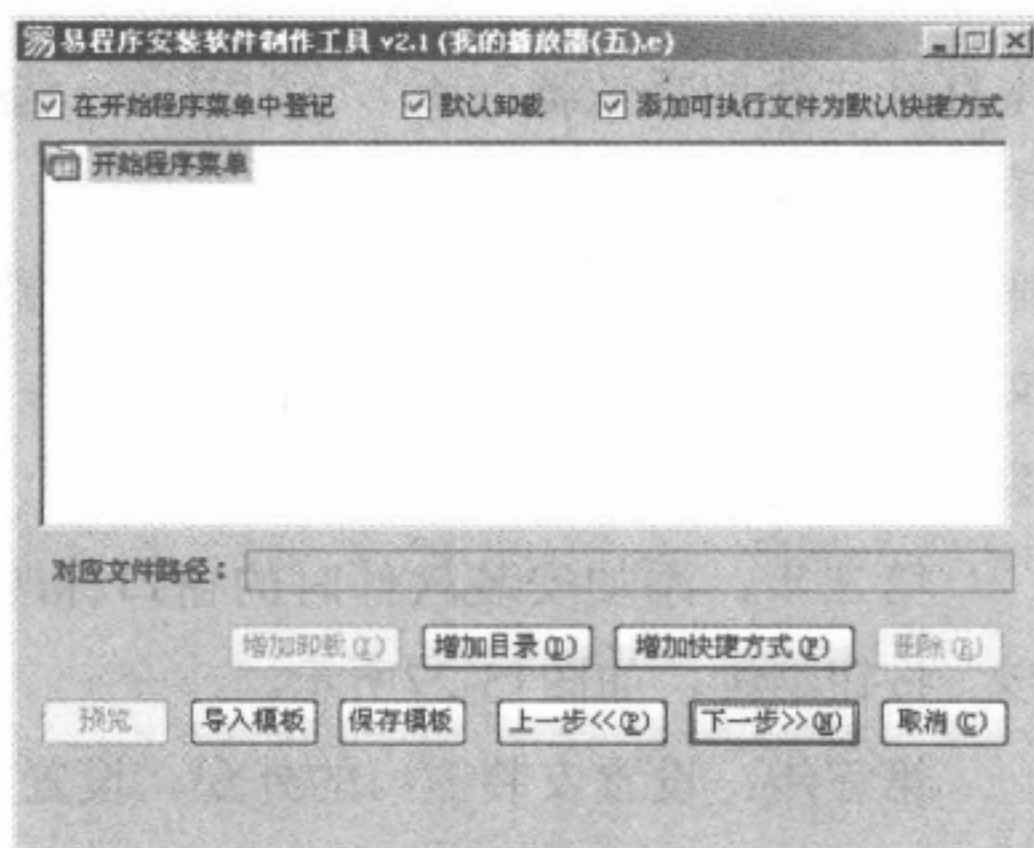 易程序安装软件制作工具 v2.1 (我的播放器(五).e)
在开始程序菜单中登记 默认卸载 添加可执行文件为默认快捷方式
开始程序菜单
对应文件路径：
增加卸载 增加目录(D) 增加快捷方式(F) 删除(R)
预览 导入模板 保存模板 上一步<<(P) 下一步>>(N) 取消(C)